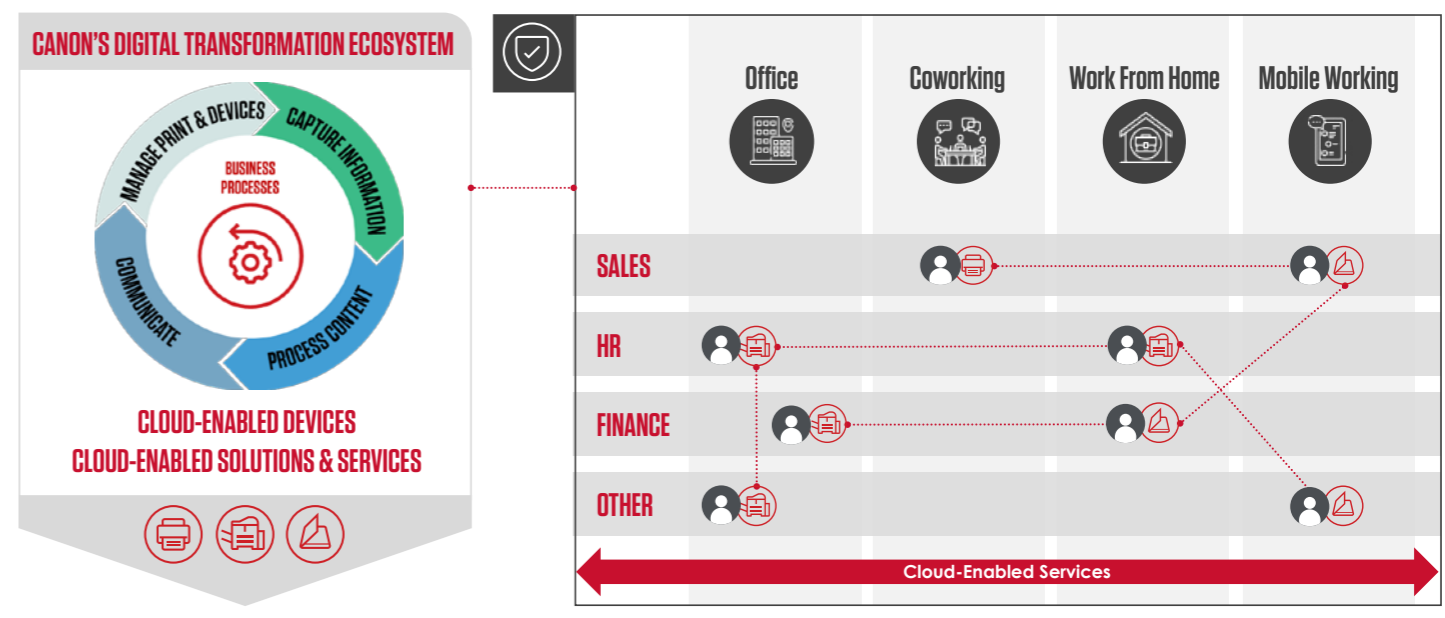 CANON'S DIGITAL TRANSFORMATION ECOSYSTEM
MANAGE PRINT & DEVICES
CAPTURE INFORMATION
PROCESS CONTENT
COMMUNICATE
BUSINESS
PROCESSES
CLOUD-ENABLED DEVICES
CLOUD-ENABLED SOLUTIONS & SERVICES
Office
Coworking
Work From Home
Mobile Working
SALES
HR
FINANCE
OTHER
Cloud-Enabled Services